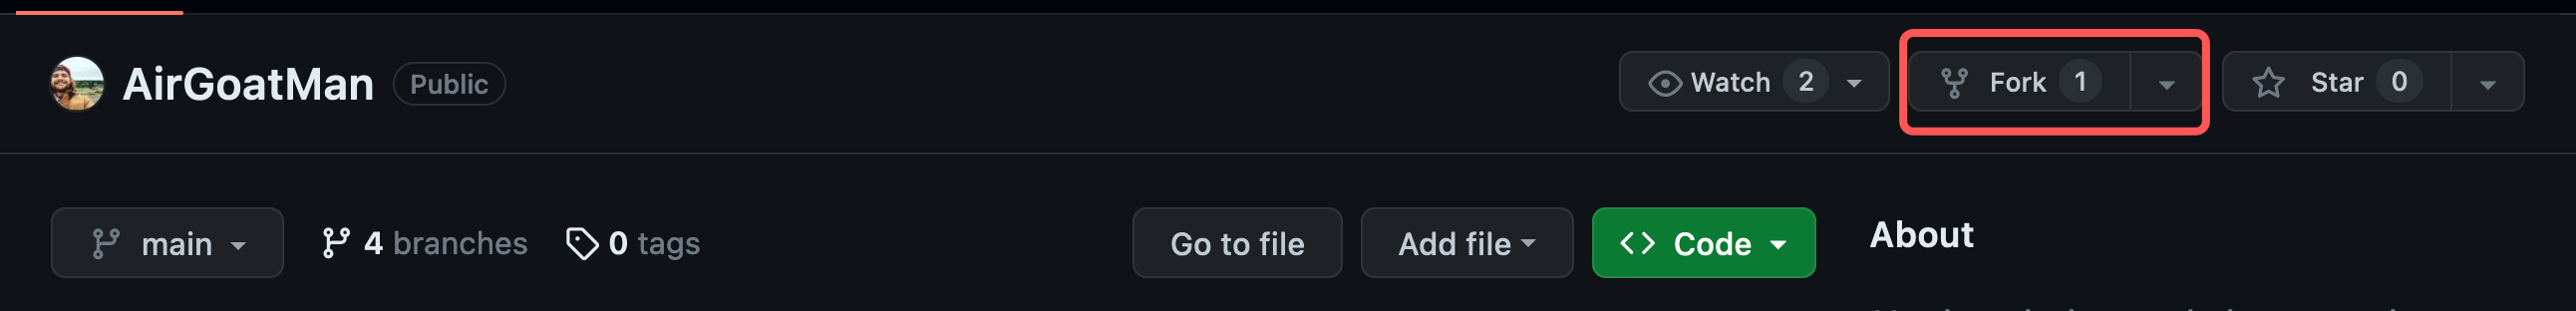 AirGoatMan Public Watch 2 Fork 1 Star 0
main 4 branches 0 tags Go to file Add file Code About